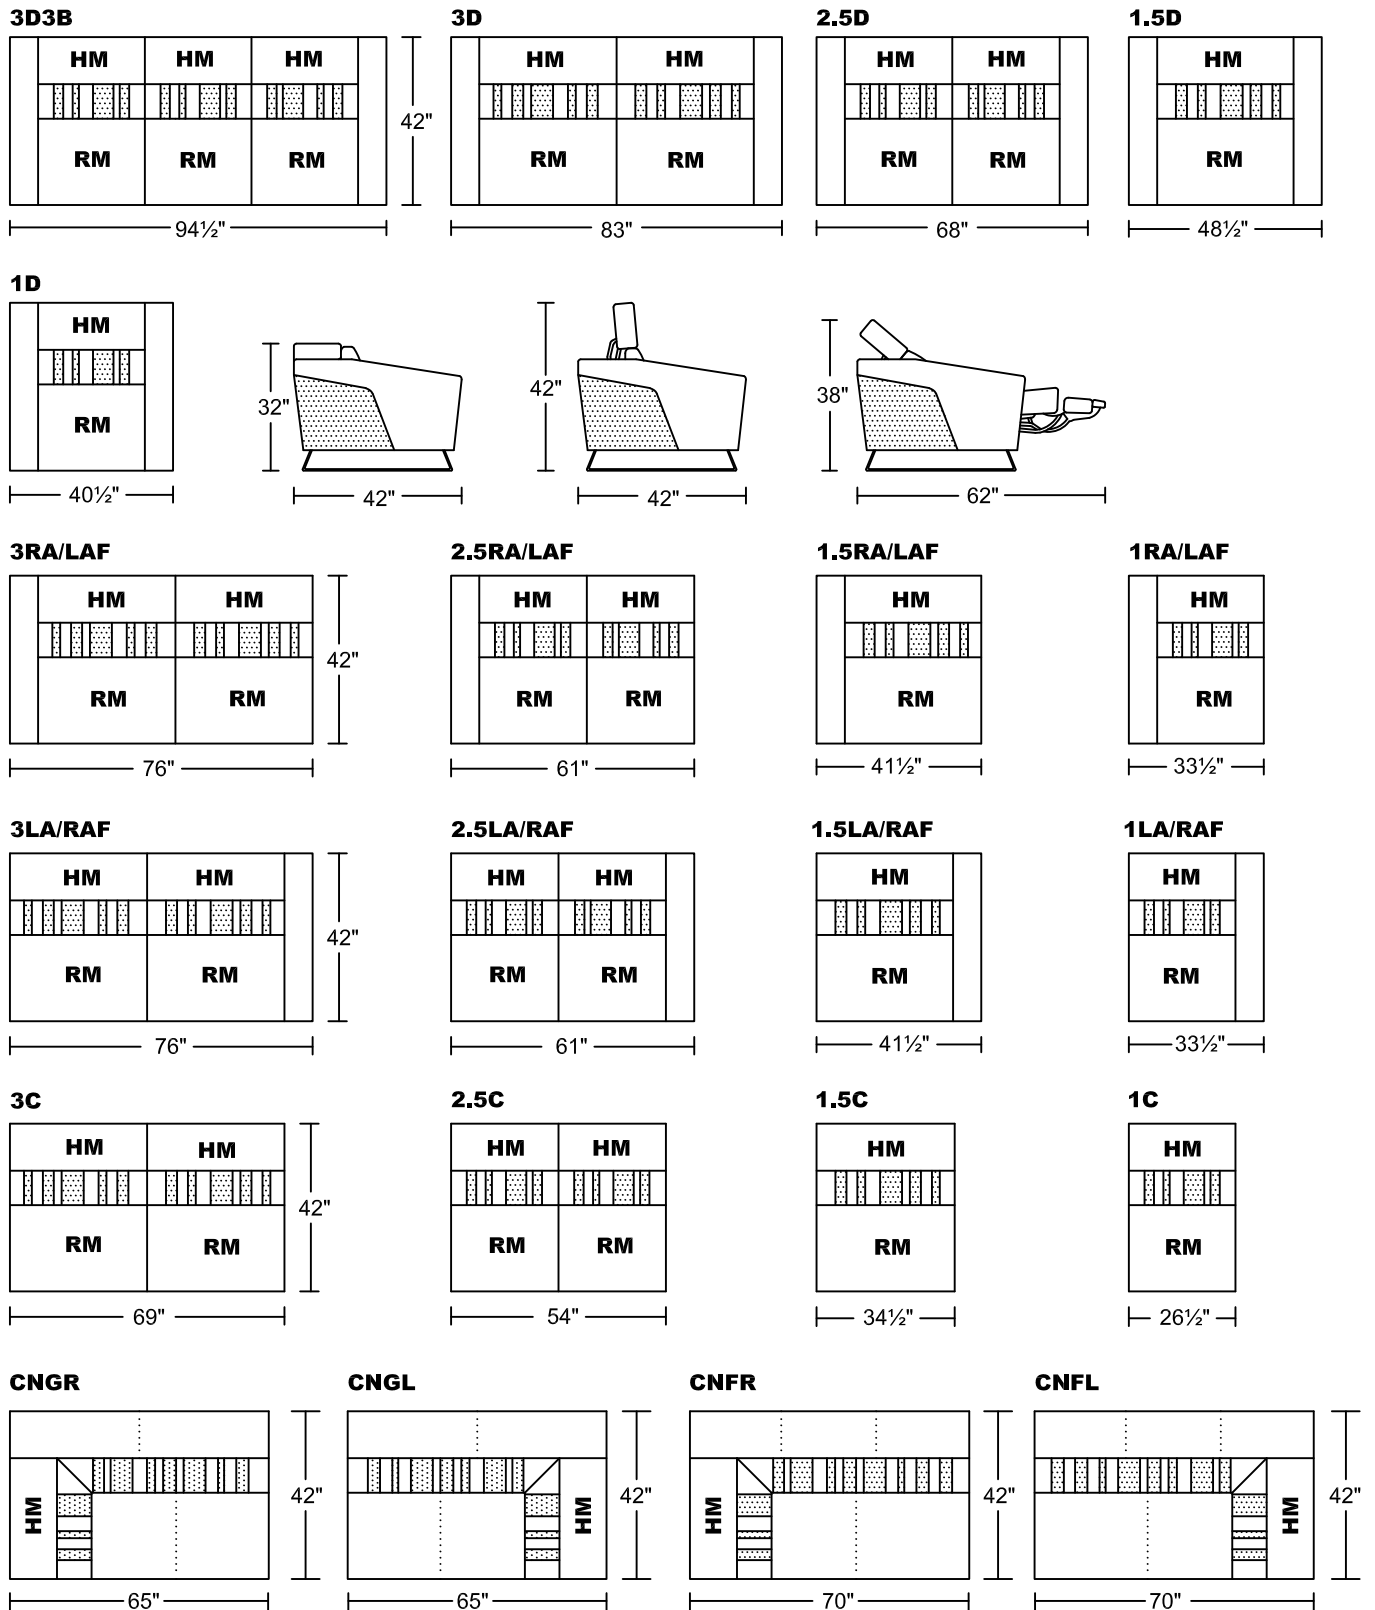 3D3B 3D 2.5D 1.5D
HM HM HM HM HM HM HM HM
42"
RM RM RM RM RM RM RM RM
94½" 83" 68" 48½"
1D
HM
32" 42" 38"
RM
40½" 42" 42" 62"
3RA/LAF 2.5RA/LAF 1.5RA/LAF 1RA/LAF
HM HM HM HM HM HM
42"
RM RM RM RM RM RM
76" 61" 41½" 33½"
3LA/RAF 2.5LA/RAF 1.5LA/RAF 1LA/RAF
HM HM HM HM HM HM
42"
RM RM RM RM RM RM
76" 61" 41½" 33½"
3C 2.5C 1.5C 1C
HM HM HM HM HM HM
42"
RM RM RM RM RM RM
69" 54" 34½" 26½"
CNGR CNGL CNFR CNFL
HM 42" HM 42" HM 42" HM 42"
65" 65" 70" 70"